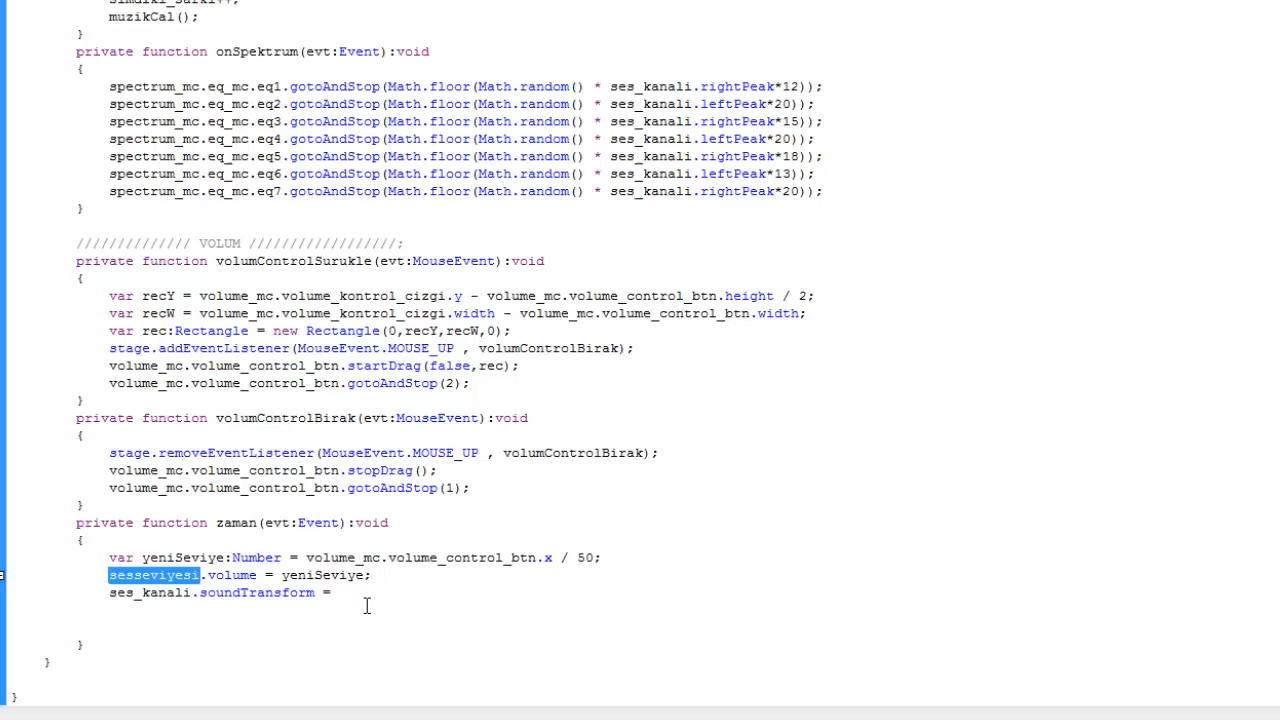 simdiki_sarki++;
muzikCal();
}
private function onSpektrum(evt:Event):void
{
spectrum_mc.eq_mc.eq1.gotoAndStop(Math.floor(Math.random() * ses_kanali.rightPeak*12));
spectrum_mc.eq_mc.eq2.gotoAndStop(Math.floor(Math.random() * ses_kanali.leftPeak*20));
spectrum_mc.eq_mc.eq3.gotoAndStop(Math.floor(Math.random() * ses_kanali.rightPeak*15));
spectrum_mc.eq_mc.eq4.gotoAndStop(Math.floor(Math.random() * ses_kanali.leftPeak*20));
spectrum_mc.eq_mc.eq5.gotoAndStop(Math.floor(Math.random() * ses_kanali.rightPeak*18));
spectrum_mc.eq_mc.eq6.gotoAndStop(Math.floor(Math.random() * ses_kanali.leftPeak*13));
spectrum_mc.eq_mc.eq7.gotoAndStop(Math.floor(Math.random() * ses_kanali.rightPeak*20));
}
////////////// VOLUM //////////////////;
private function volumControlSurukle(evt:MouseEvent):void
{
var recY = volume_mc.volume_kontrol_cizgi.y - volume_mc.volume_control_btn.height / 2;
var recW = volume_mc.volume_kontrol_cizgi.width - volume_mc.volume_control_btn.width;
var rec:Rectangle = new Rectangle(0,recY,recW,0);
stage.addEventListener(MouseEvent.MOUSE_UP , volumControlBirak);
volume_mc.volume_control_btn.startDrag(false,rec);
volume_mc.volume_control_btn.gotoAndStop(2);
}
private function volumControlBirak(evt:MouseEvent):void
{
stage.removeEventListener(MouseEvent.MOUSE_UP , volumControlBirak);
volume_mc.volume_control_btn.stopDrag();
volume_mc.volume_control_btn.gotoAndStop(1);
}
private function zaman(evt:Event):void
{
var yeniSeviye:Number = volume_mc.volume_control_btn.x / 50;
sesseviyesi.volume = yeniSeviye;
ses_kanali.soundTransform =
}
}
}